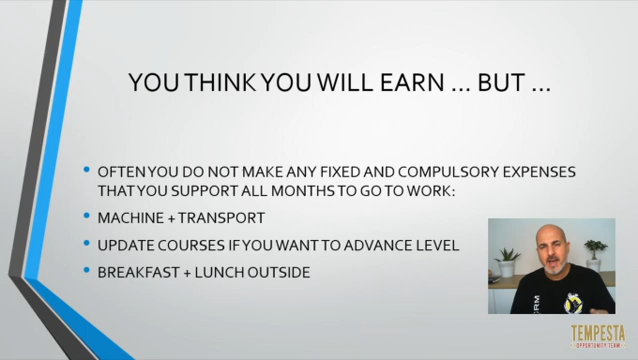 YOU THINK YOU WILL EARN ... BUT ...
OFTEN YOU DO NOT MAKE ANY FIXED AND COMPULSORY EXPENSES
THAT YOU SUPPORT ALL MONTHS TO GO TO WORK:
MACHINE + TRANSPORT
UPDATE COURSES IF YOU WANT TO ADVANCE LEVEL
BREAKFAST + LUNCH OUTSIDE
TEMPESTA
OPPORTUNITY TEAM